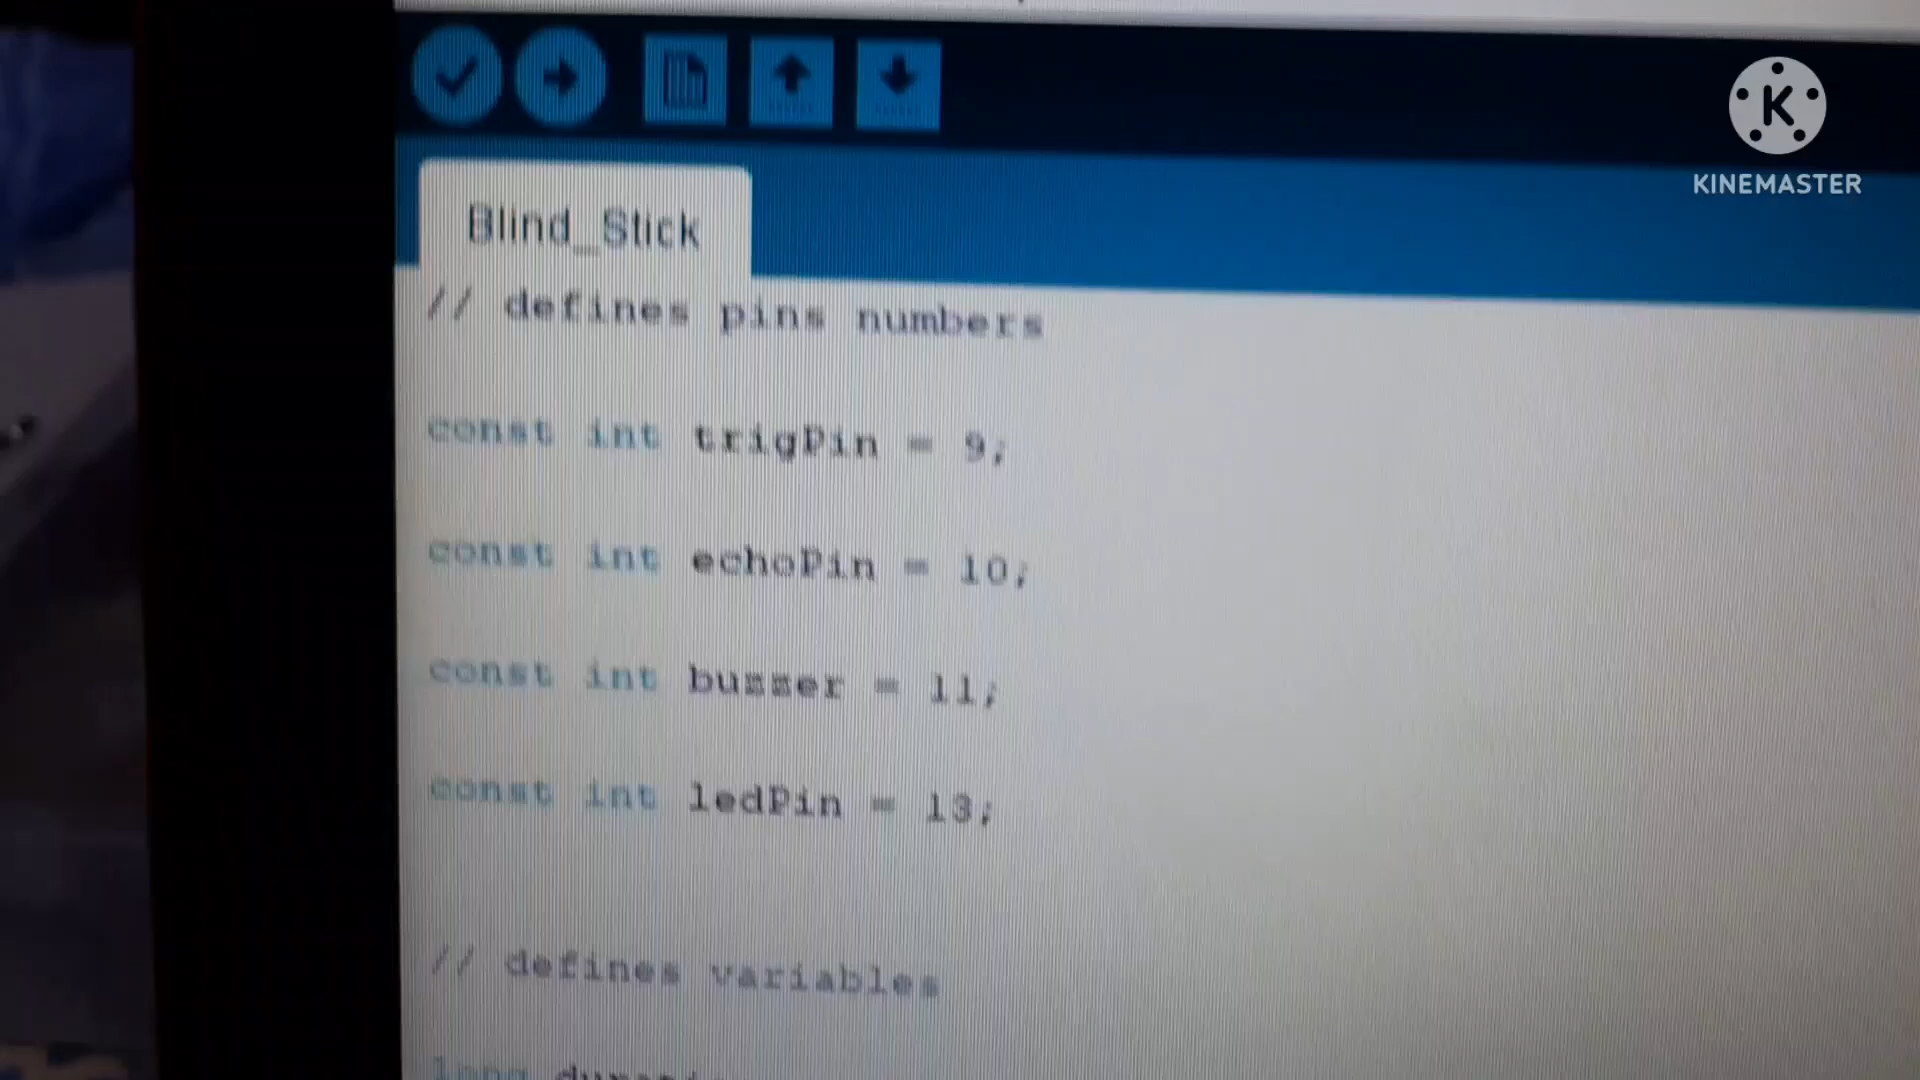 KINEMASTER
Blind_Stick
// defines pins numbers
const int trigPin = 9;
const int echoPin = 10;
const int buzzer = 11;
const int ledPin = 13;
// defines variables
long